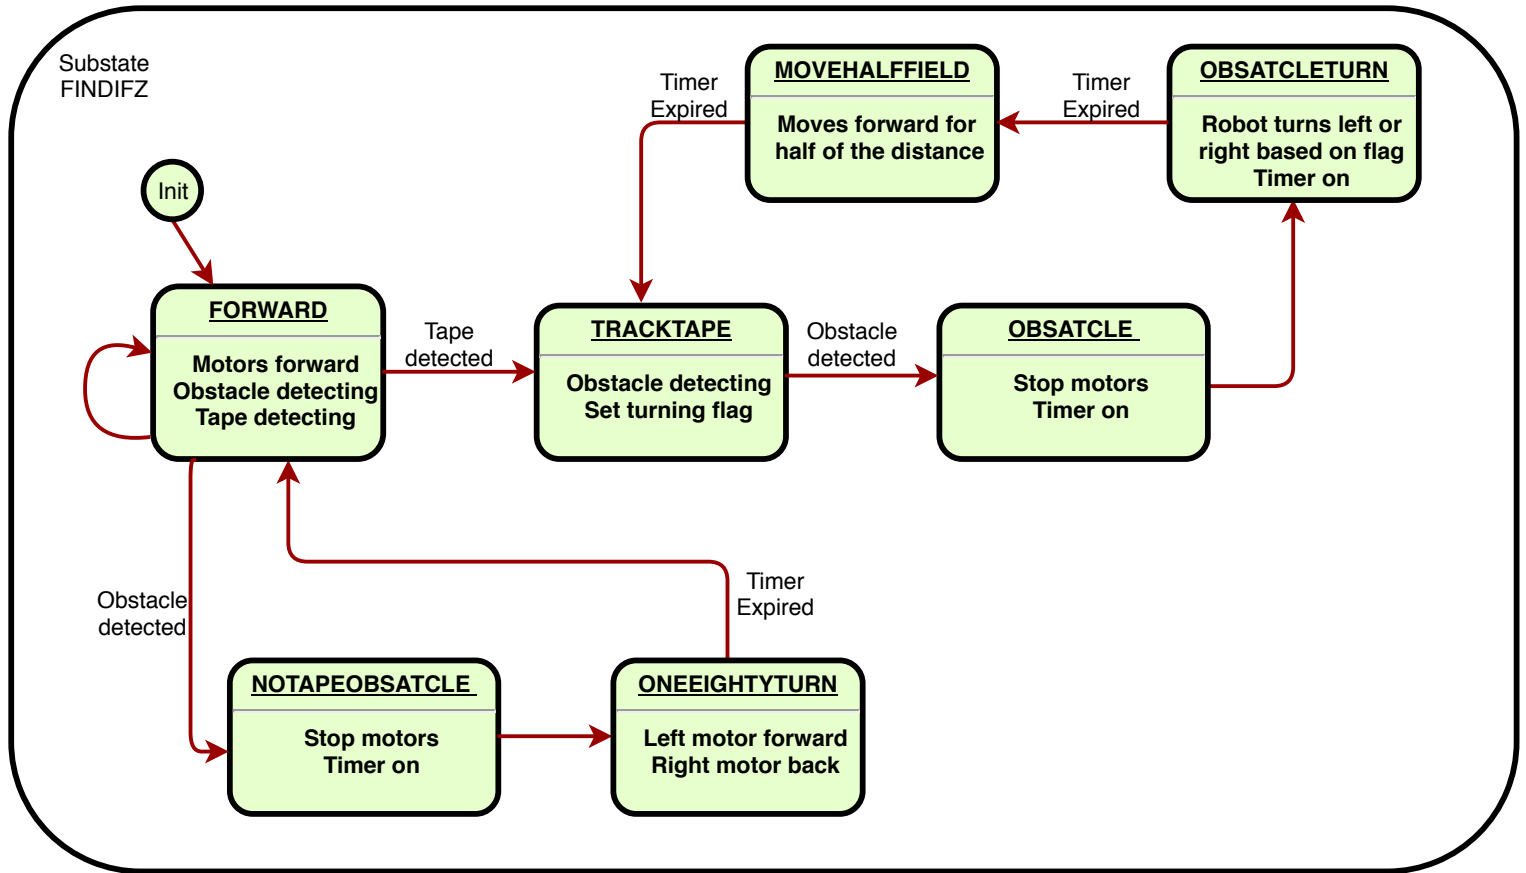 Substate
FINDIFZ
Init
Timer
Expired
MOVEHALFFIELD
Moves forward for
half of the distance
Timer
Expired
OBSATCLETURN
Robot turns left or
right based on flag
Timer on
FORWARD
Motors forward
Obstacle detecting
Tape detecting
Tape
detected
TRACKTAPE
Obstacle detecting
Set turning flag
Obstacle
detected
OBSATCLE
Stop motors
Timer on
Obstacle
detected
Timer
Expired
NOTAPEOBSATCLE
Stop motors
Timer on
ONEEIGHTYTURN
Left motor forward
Right motor back